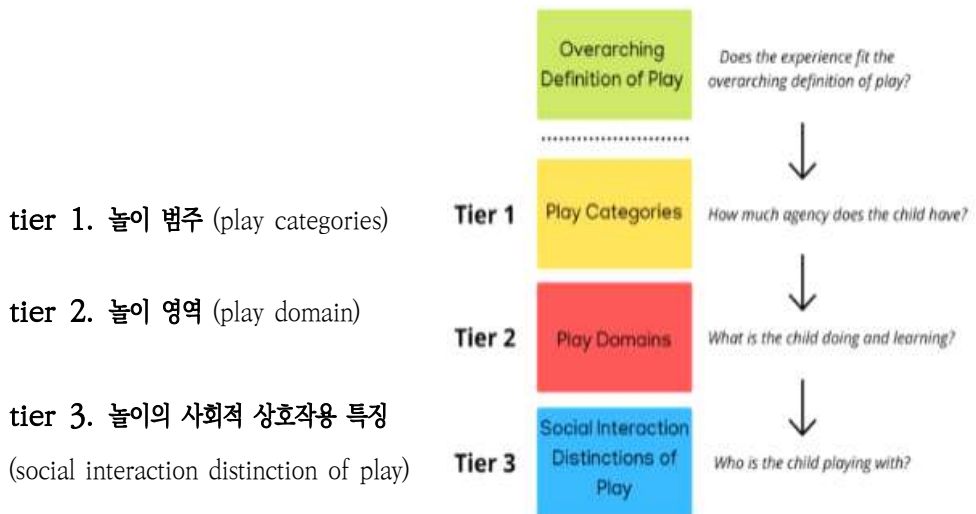 Overarching
Definition of Play
Does the experience fit the
overarching definition of play?
tier 1. 놀이 범주 (play categories)
Tier 1
Play Categories
How much agency does the child have?
tier 2. 놀이 영역 (play domain)
Tier 2
Play Domains
What is the child doing and learning?
tier 3. 놀이의 사회적 상호작용 특징
(social interaction distinction of play)
Tier 3
Social Interaction
Distinctions of
Play
Who is the child playing with?